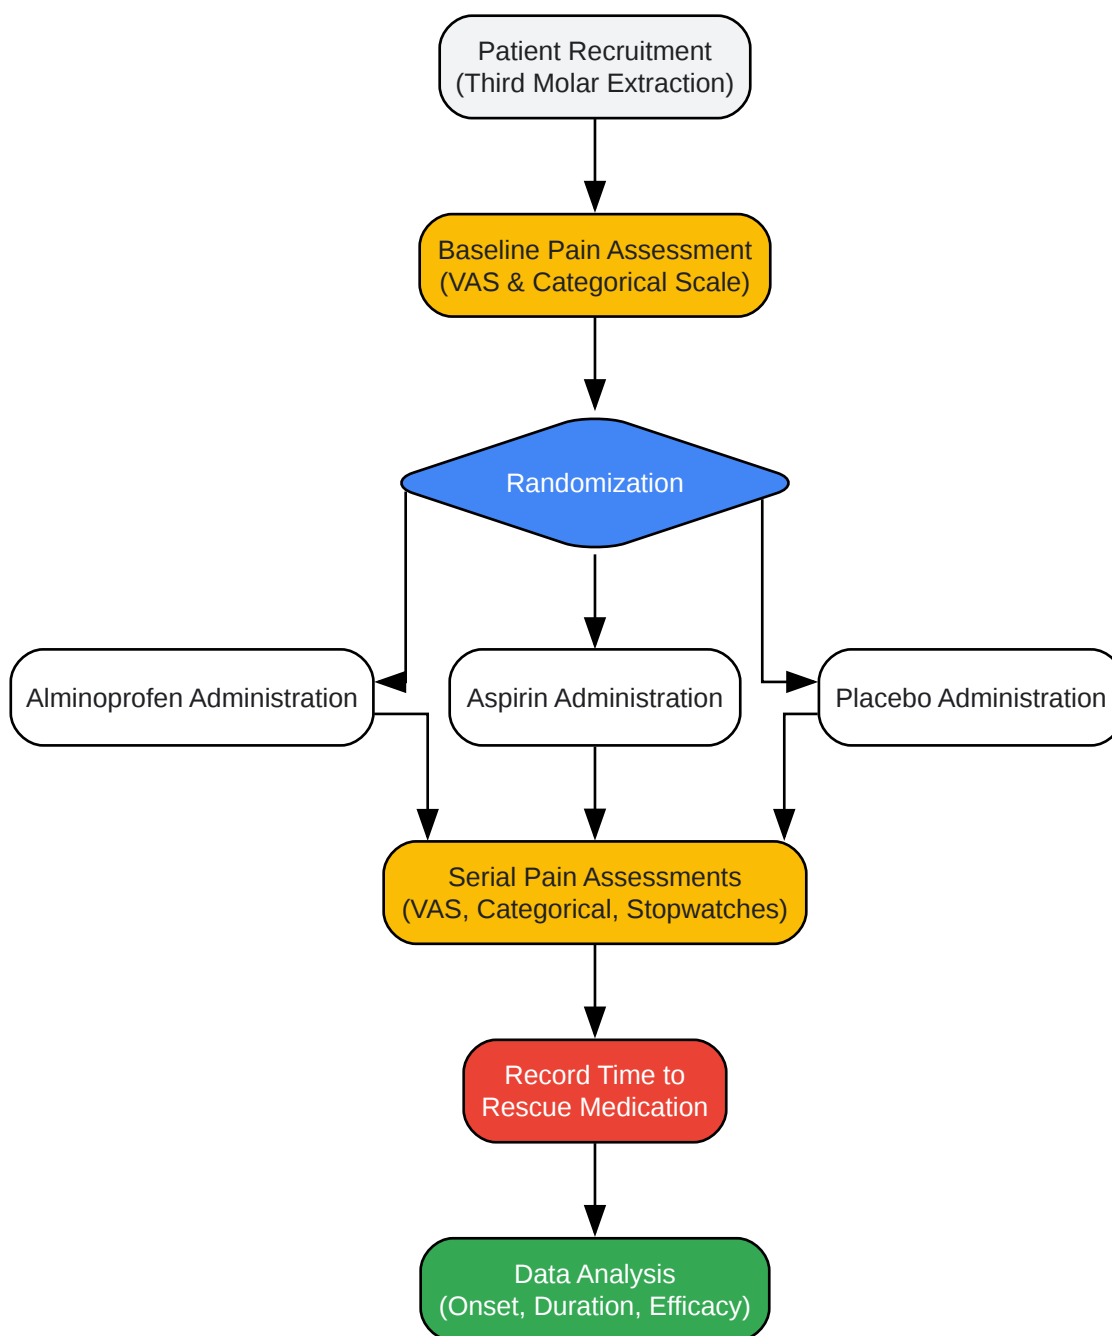 Patient Recruitment
(Third Molar Extraction)
Baseline Pain Assessment
(VAS & Categorical Scale)
Randomization
Alminoprofen Administration
Aspirin Administration
Placebo Administration
Serial Pain Assessments
(VAS, Categorical, Stopwatches)
Record Time to
Rescue Medication
Data Analysis
(Onset, Duration, Efficacy)